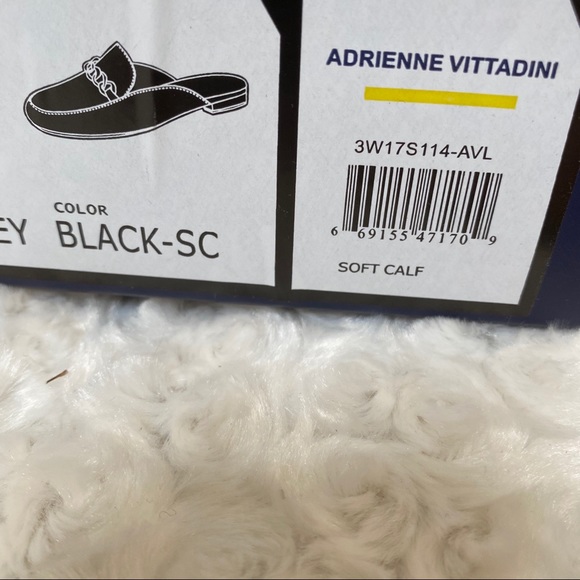 COLOR
EY BLACK-SC
ADRIENNE VITTADINI
3W17S114-AVL
6 69155 47170 9
SOFT CALF